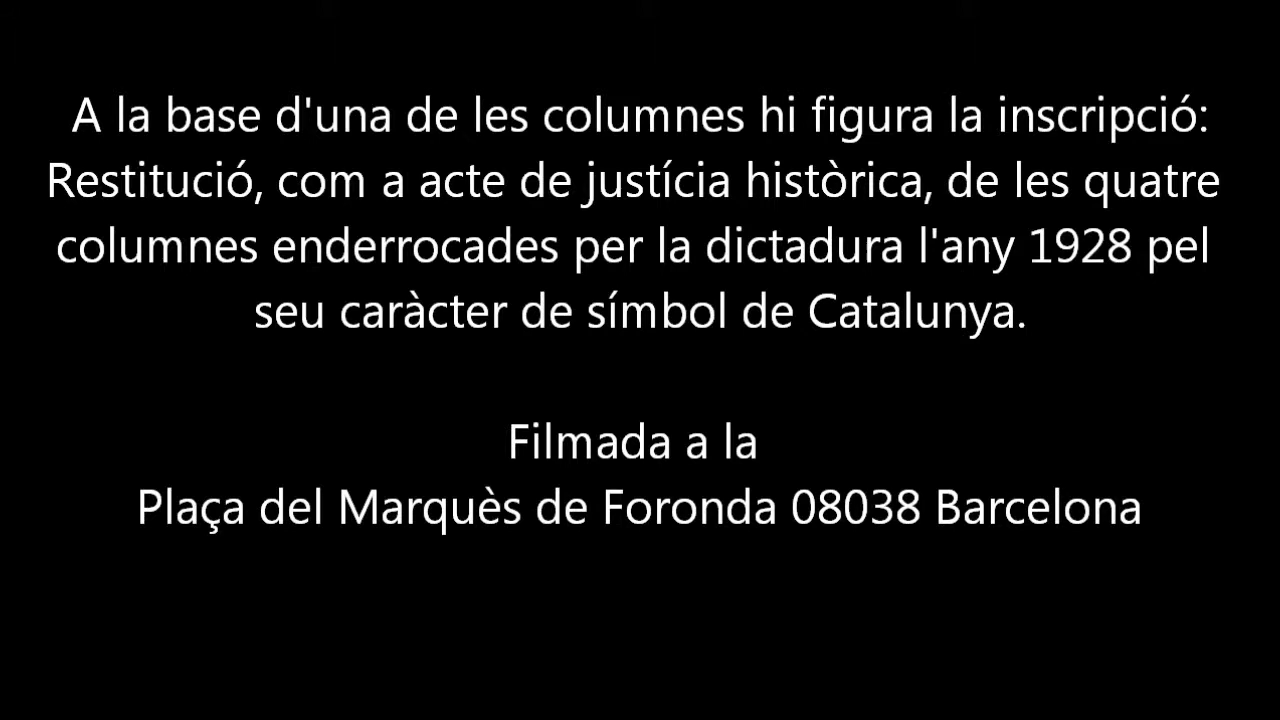 A la base d'una de les columnes hi figura la inscripció:
Restitució, com a acte de justícia històrica, de les quatre
columnes enderrocades per la dictadura l'any 1928 pel
seu caràcter de símbol de Catalunya.
Filmada a la
Plaça del Marquès de Foronda 08038 Barcelona